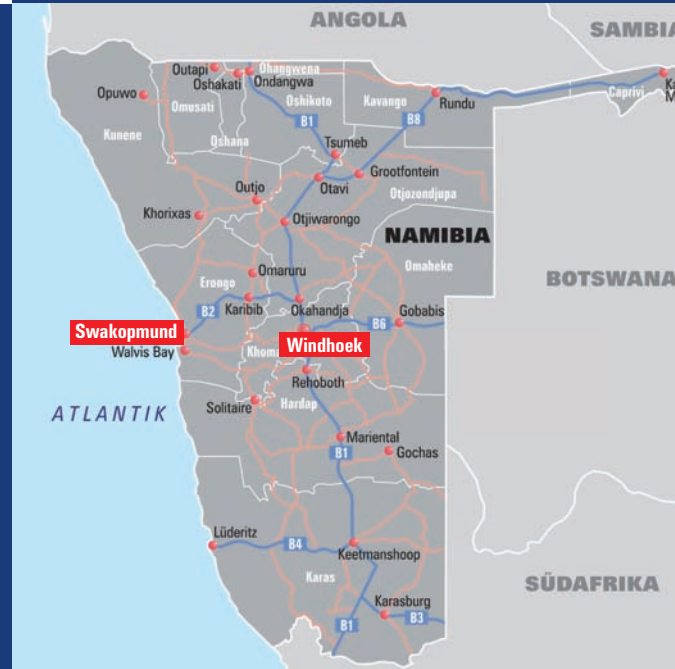 ANGOLA
SAMBIA
Outapi
Oshakati
Ohangwena
Ondangwa
Opuwo
Omusati
Oshikoto
Kavango
Rundu
Caprivi
Kunene
Oshana
B1
B8
Tsumeb
Grootfontein
Otavi
Outjo
Otjozondjupa
Khorixas
Otjiwarongo
NAMIBIA
Omaruru
Omaheke
Erongo
BOTSWANA
B2
Karibib
Okahandja
Gobabis
B6
Swakopmund
Windhoek
Walvis Bay
Rehoboth
Solitaire
Hardap
ATLANTIK
Mariental
B1
Gochas
Lüderitz
B4
Keetmanshoop
Karas
SÜDAFRIKA
Karasburg
B3
B1